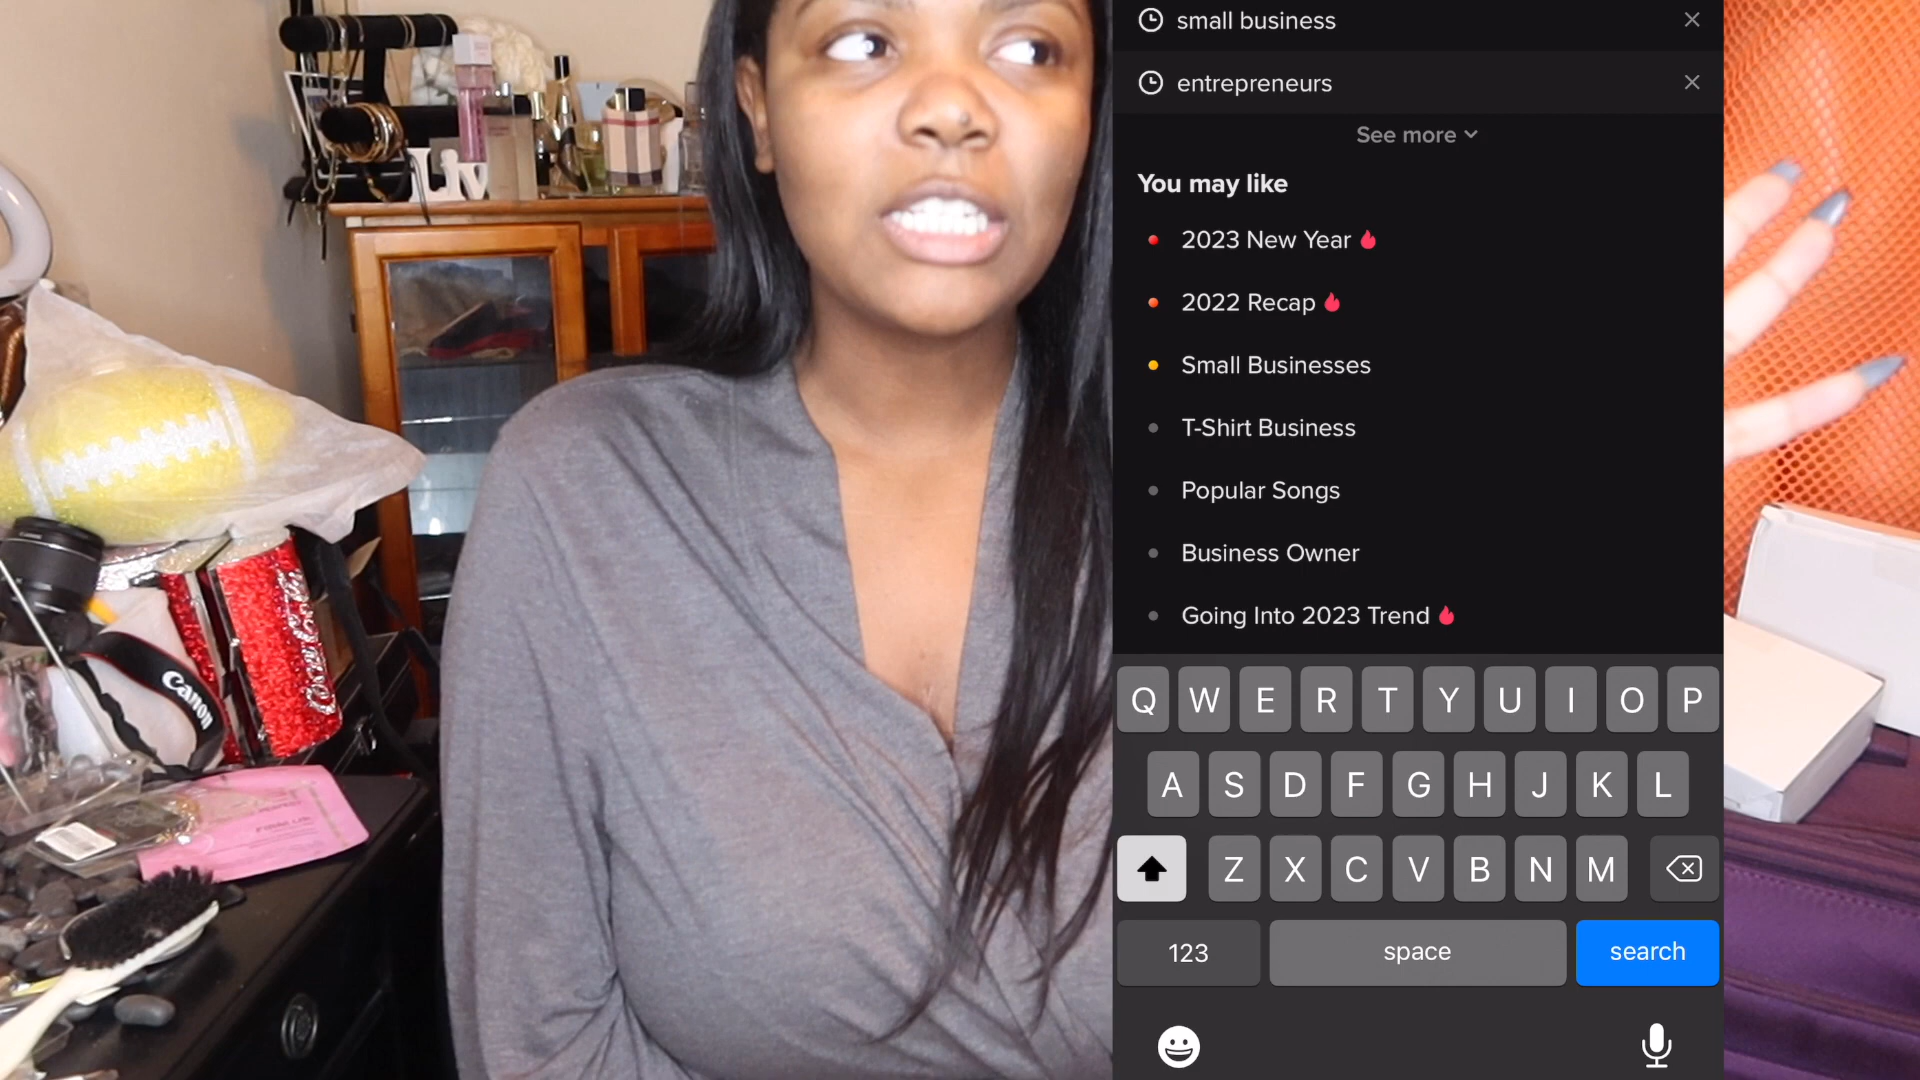 small business
entrepreneurs
See more
You may like
2023 New Year
2022 Recap
Small Businesses
T-Shirt Business
Popular Songs
Business Owner
Going Into 2023 Trend
Q W E R T Y U I O P
A S D F G H J K L
Z X C V B N M
123 space search
Liv
Canon
Coca-Cola